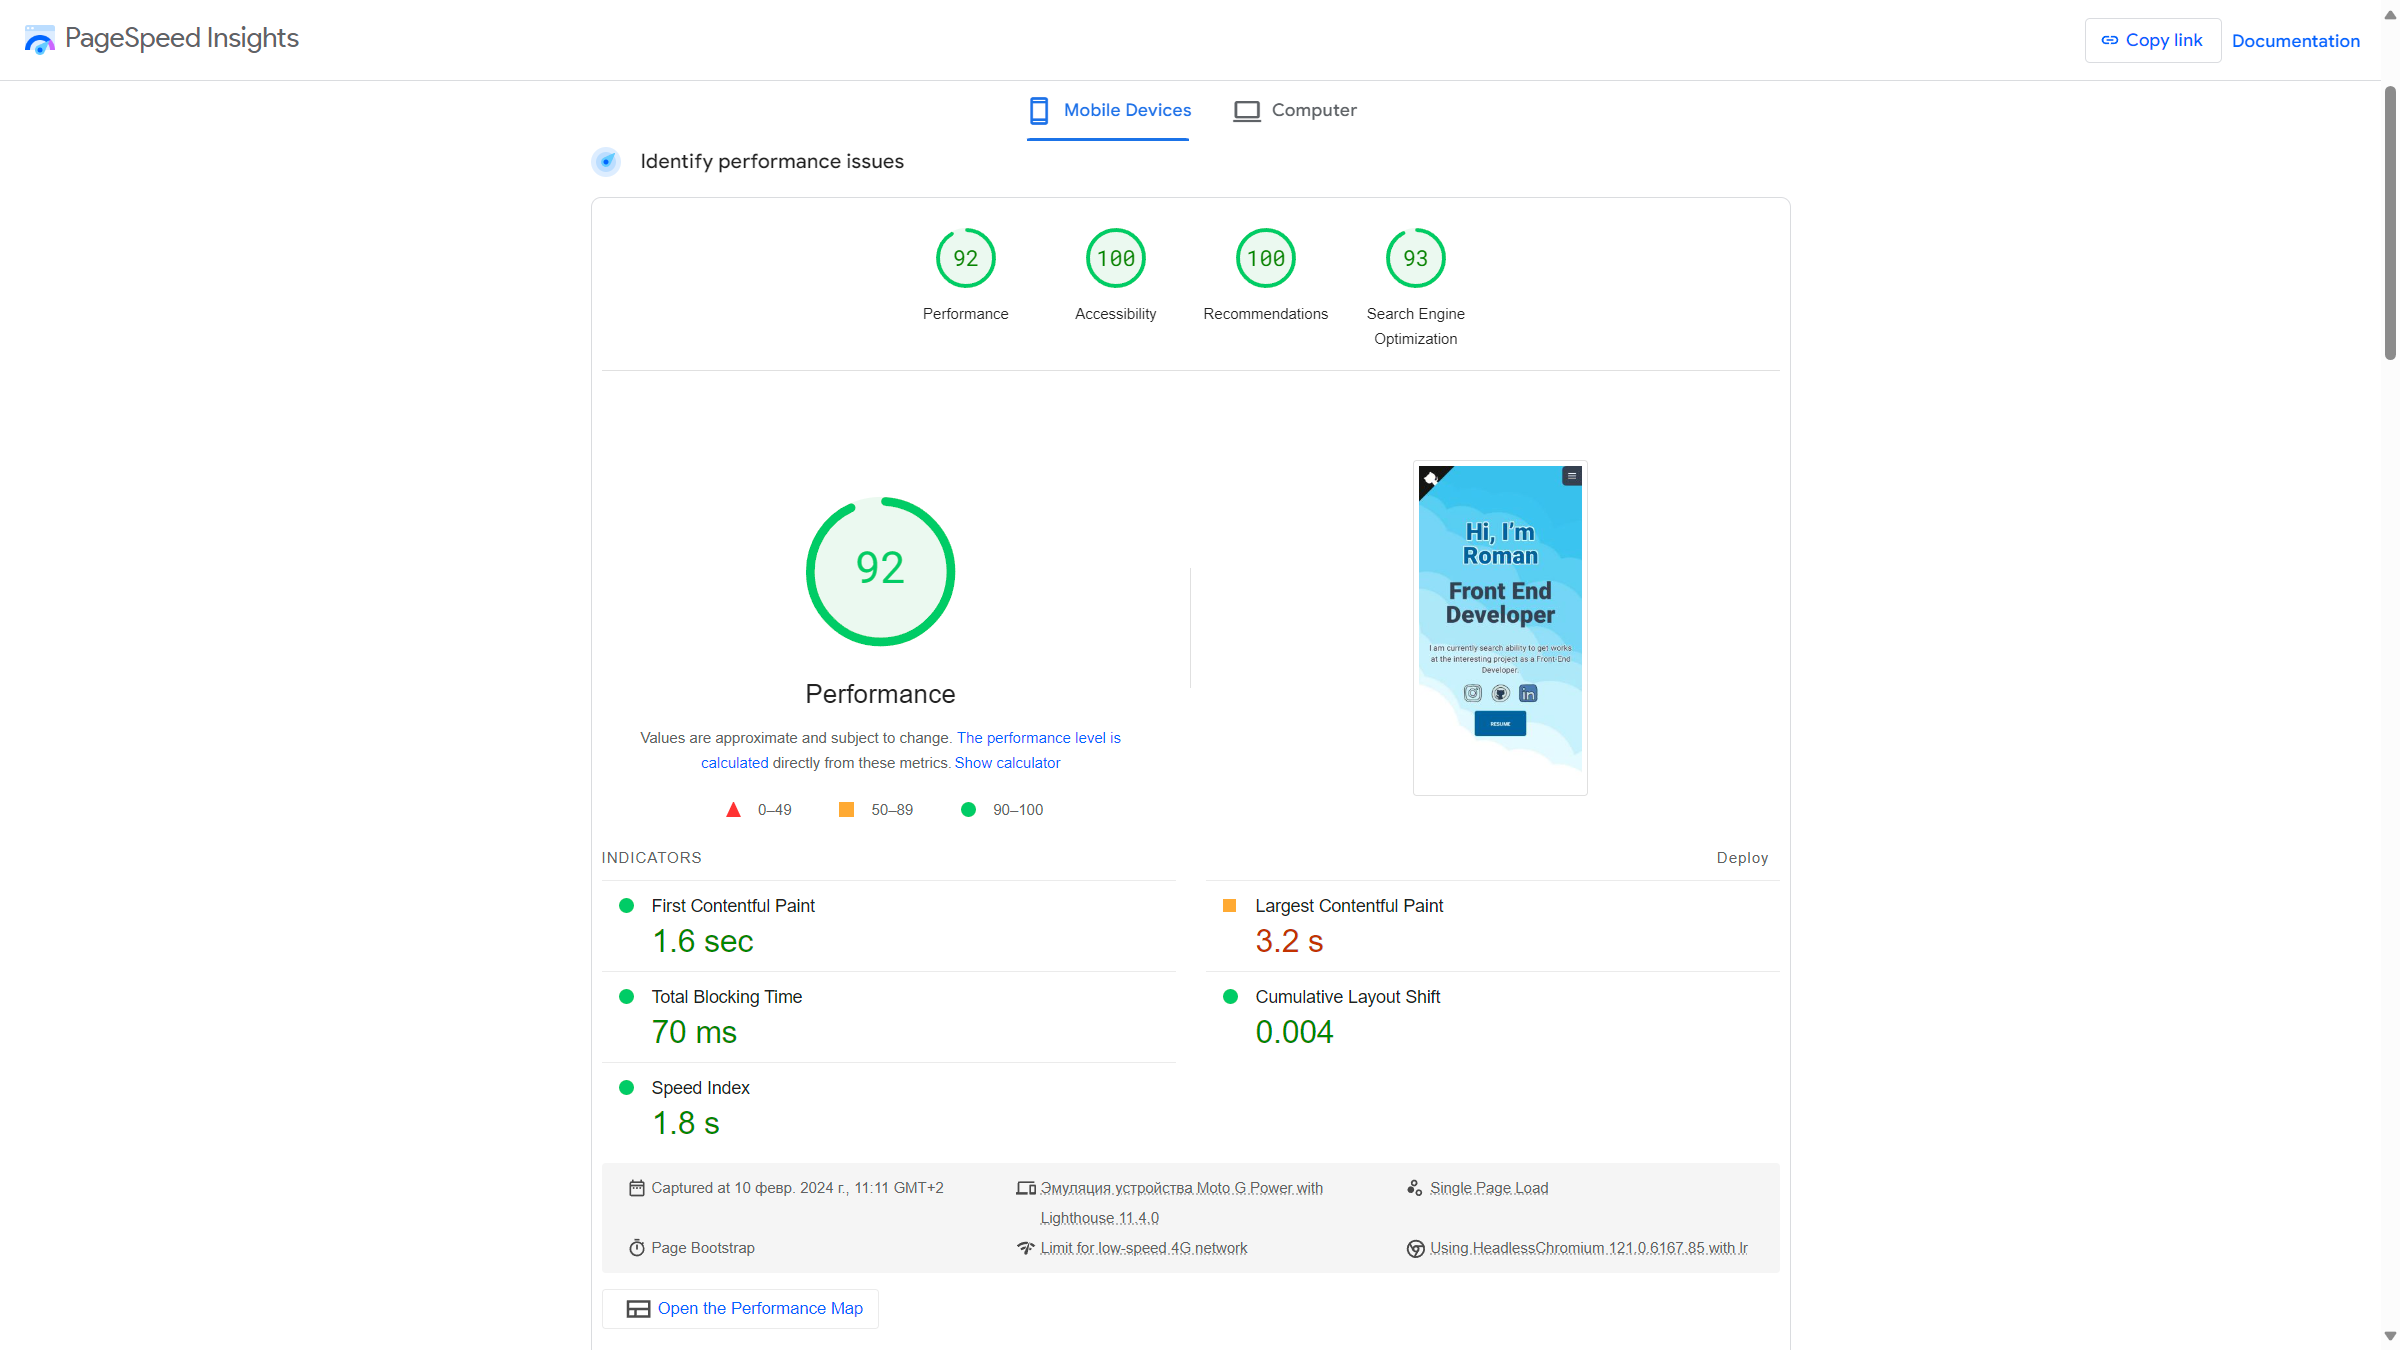 PageSpeed Insights
Copy link
Documentation
Mobile Devices
Computer
Identify performance issues
92
100
100
93
Performance
Accessibility
Recommendations
Search Engine
Optimization
92
Performance
Values are approximate and subject to change. The performance level is
calculated directly from these metrics. Show calculator
0–49
50–89
90–100
Hi, I'm
Roman
Front End
Developer
I am currently search ability to get works
at the interesting project as a Front-End
Developer.
in
RESUME
INDICATORS
Deploy
First Contentful Paint
1.6 sec
Largest Contentful Paint
3.2 s
Total Blocking Time
70 ms
Cumulative Layout Shift
0.004
Speed Index
1.8 s
Captured at 10 февр. 2024 г., 11:11 GMT+2
Эмуляция устройства Moto G Power with
Lighthouse 11.4.0
Single Page Load
Page Bootstrap
Limit for low-speed 4G network
Using HeadlessChromium 121.0.6167.85 with lr
Open the Performance Map